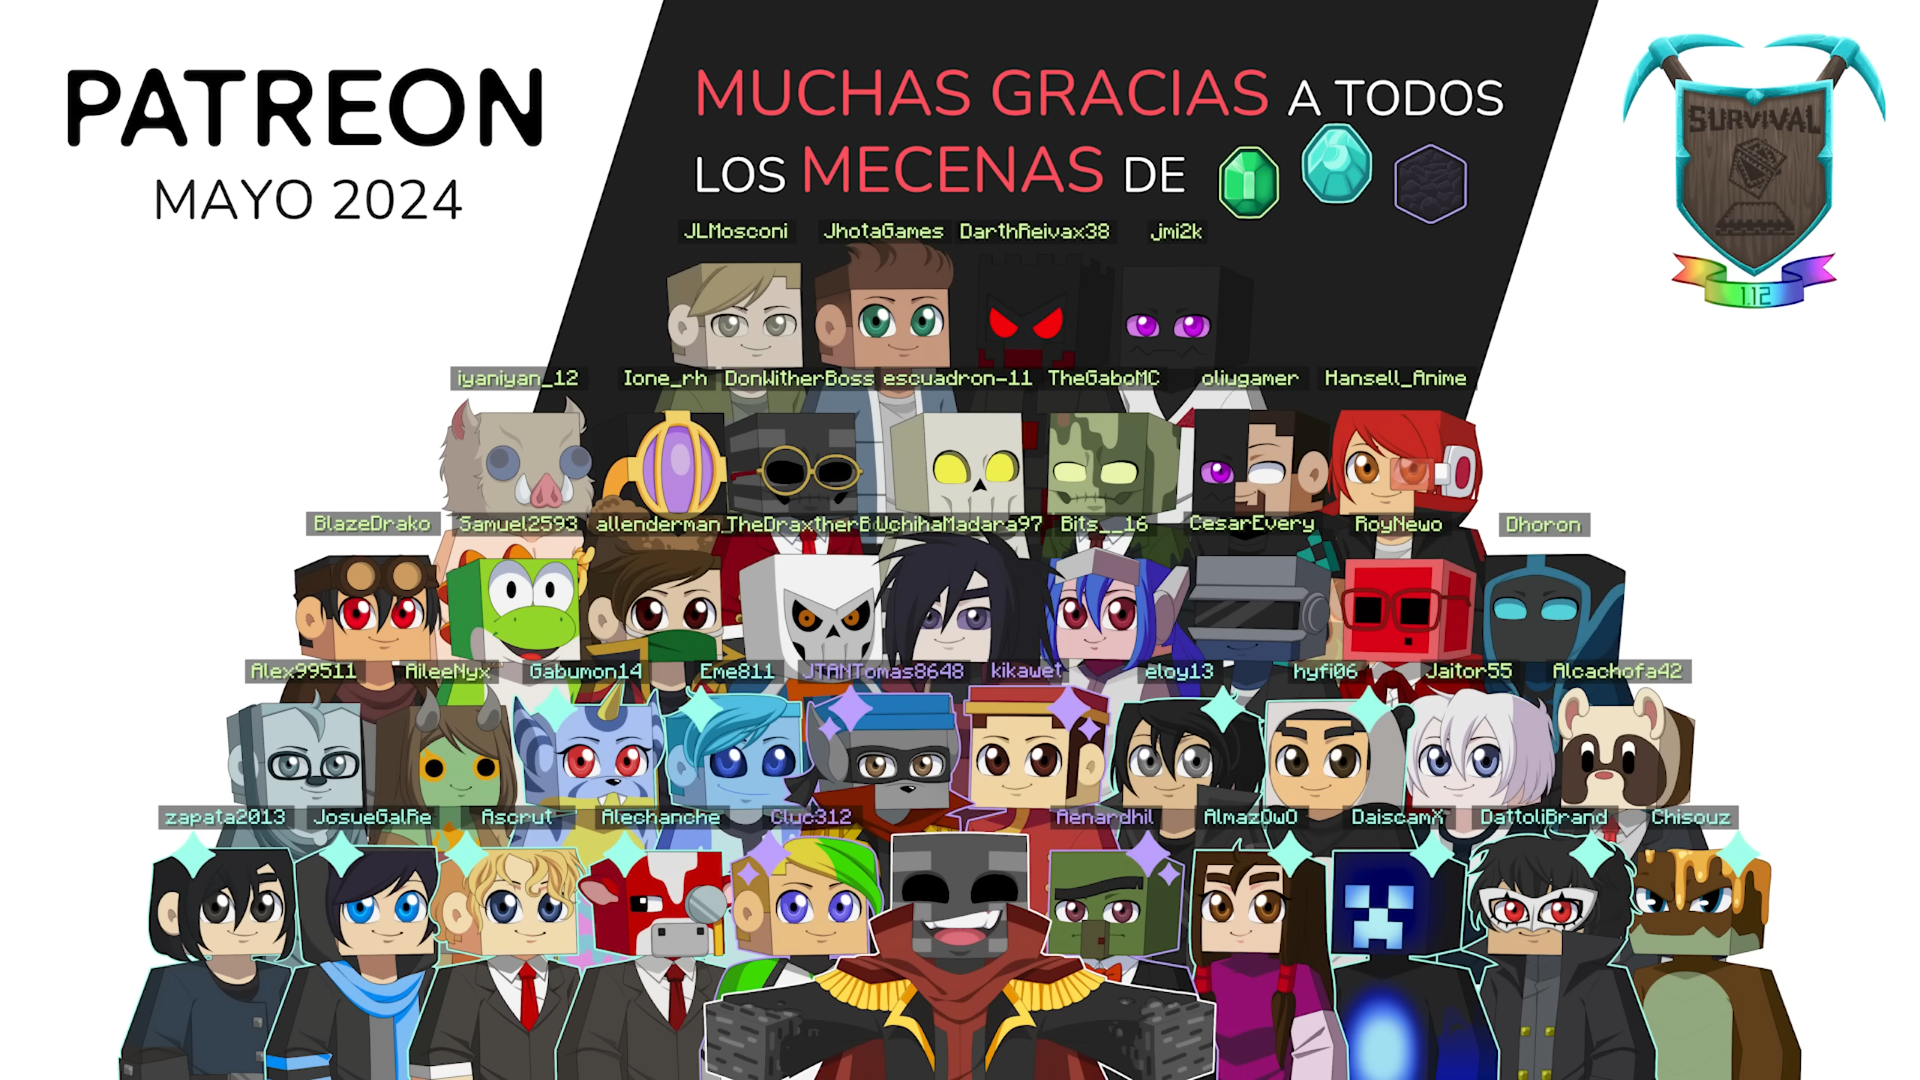 PATREON
MAYO 2024
MUCHAS GRACIAS A TODOS
LOS MECENAS DE
SURVIVAL
1.12
JLMosconi JhotaGames DarthReivax38 jmi2k
iyaniyan_12 Ione_rh DonWitherBoss escuadron-11 TheGaboMC oliugamer Hansell_Anime
BlazeDrako Samuel2593 allenderman_ TheDraxtherB UchihaMadara97 Bits__16 CesarEvery RoyNewo Dhoron
Alex99511 AileeNyx Gabumon14 Eme811 JTANTomas8648 kikawet eloy13 hyfi06 Jaitor55 Alcachofa42
zapata2013 JosueGalRe Ascrut Alechanche Cluc312 Aenardhil AlmazOwO DaiscamX DattoliBrand Chisouz